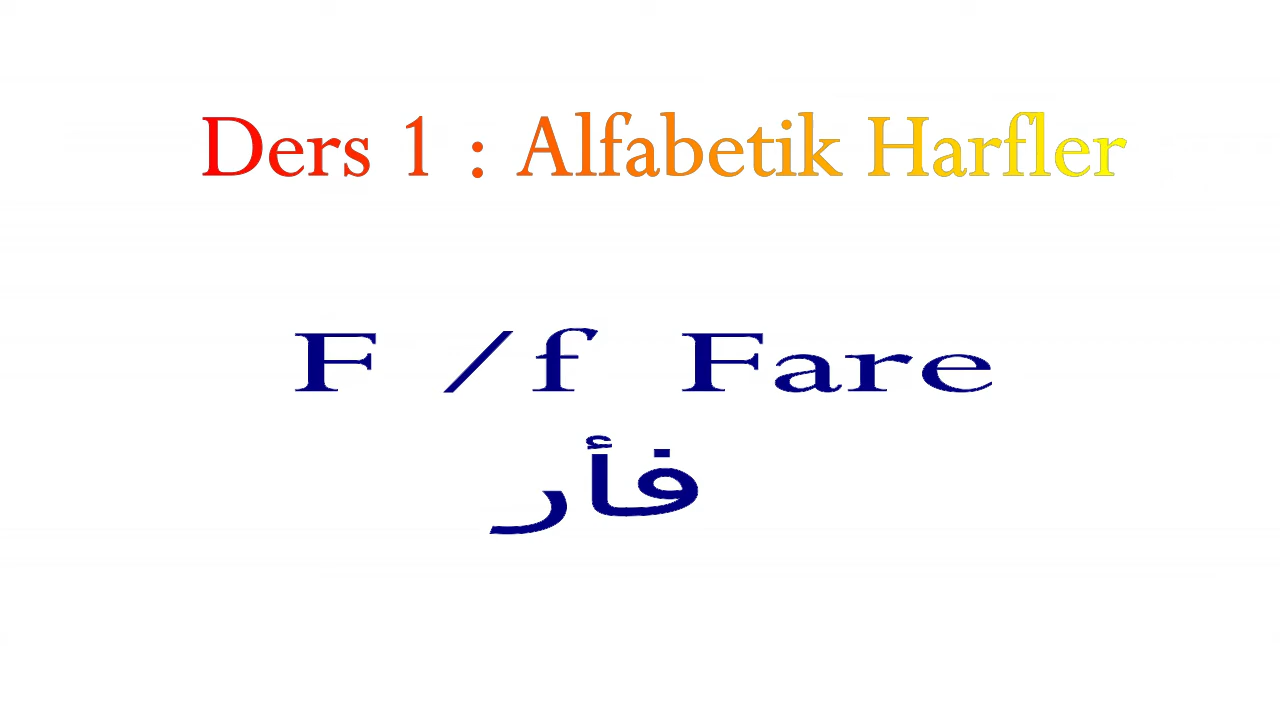 Ders 1 : Alfabetik Harfler
F /f Fare
فأر